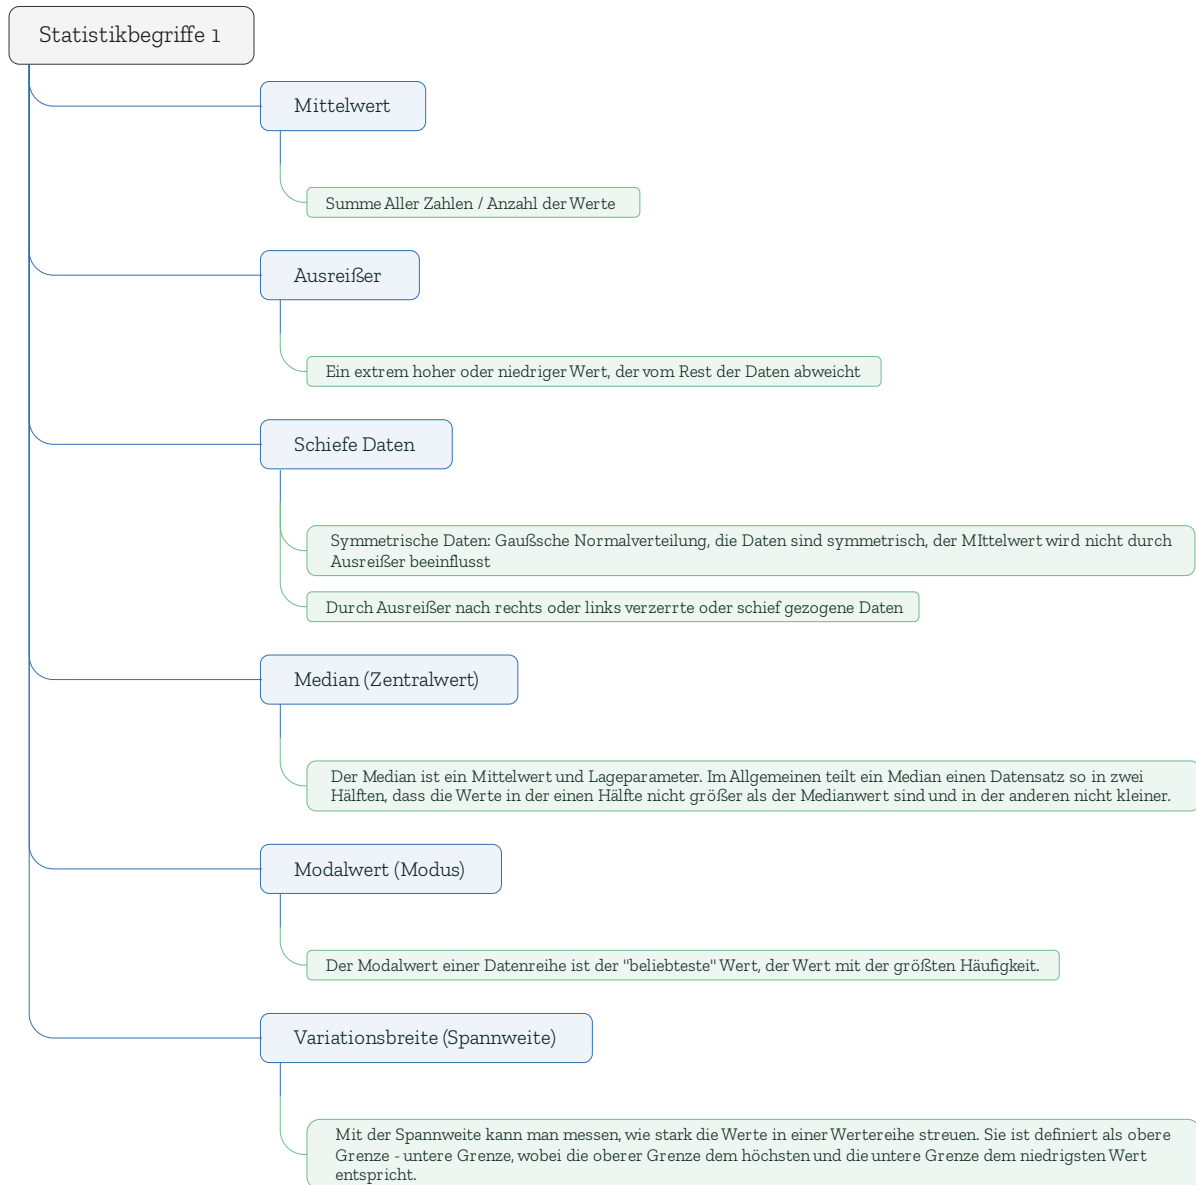 Statistikbegriffe 1
Mittelwert
Summe Aller Zahlen / Anzahl der Werte
Ausreißer
Ein extrem hoher oder niedriger Wert, der vom Rest der Daten abweicht
Schiefe Daten
Symmetrische Daten: Gaußsche Normalverteilung, die Daten sind symmetrisch, der MIttelwert wird nicht durch
Ausreißer beeinflusst
Durch Ausreißer nach rechts oder links verzerrte oder schief gezogene Daten
Median (Zentralwert)
Der Median ist ein Mittelwert und Lageparameter. Im Allgemeinen teilt ein Median einen Datensatz so in zwei
Hälften, dass die Werte in der einen Hälfte nicht größer als der Medianwert sind und in der anderen nicht kleiner.
Modalwert (Modus)
Der Modalwert einer Datenreihe ist der "beliebteste" Wert, der Wert mit der größten Häufigkeit.
Variationsbreite (Spannweite)
Mit der Spannweite kann man messen, wie stark die Werte in einer Wertereihe streuen. Sie ist definiert als obere
Grenze - untere Grenze, wobei die oberer Grenze dem höchsten und die untere Grenze dem niedrigsten Wert
entspricht.